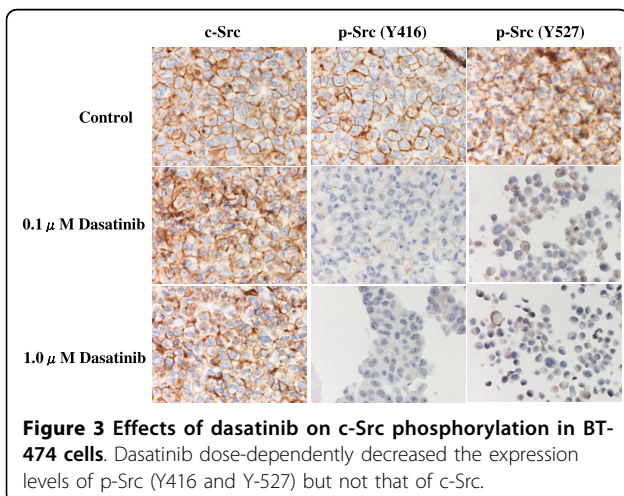 c-Src p-Src (Y416) p-Src (Y527)
Control
0.1 μ M Dasatinib
1.0 μ M Dasatinib
Figure 3 Effects of dasatinib on c-Src phosphorylation in BT-
474 cells. Dasatinib dose-dependently decreased the expression
levels of p-Src (Y416 and Y-527) but not that of c-Src.